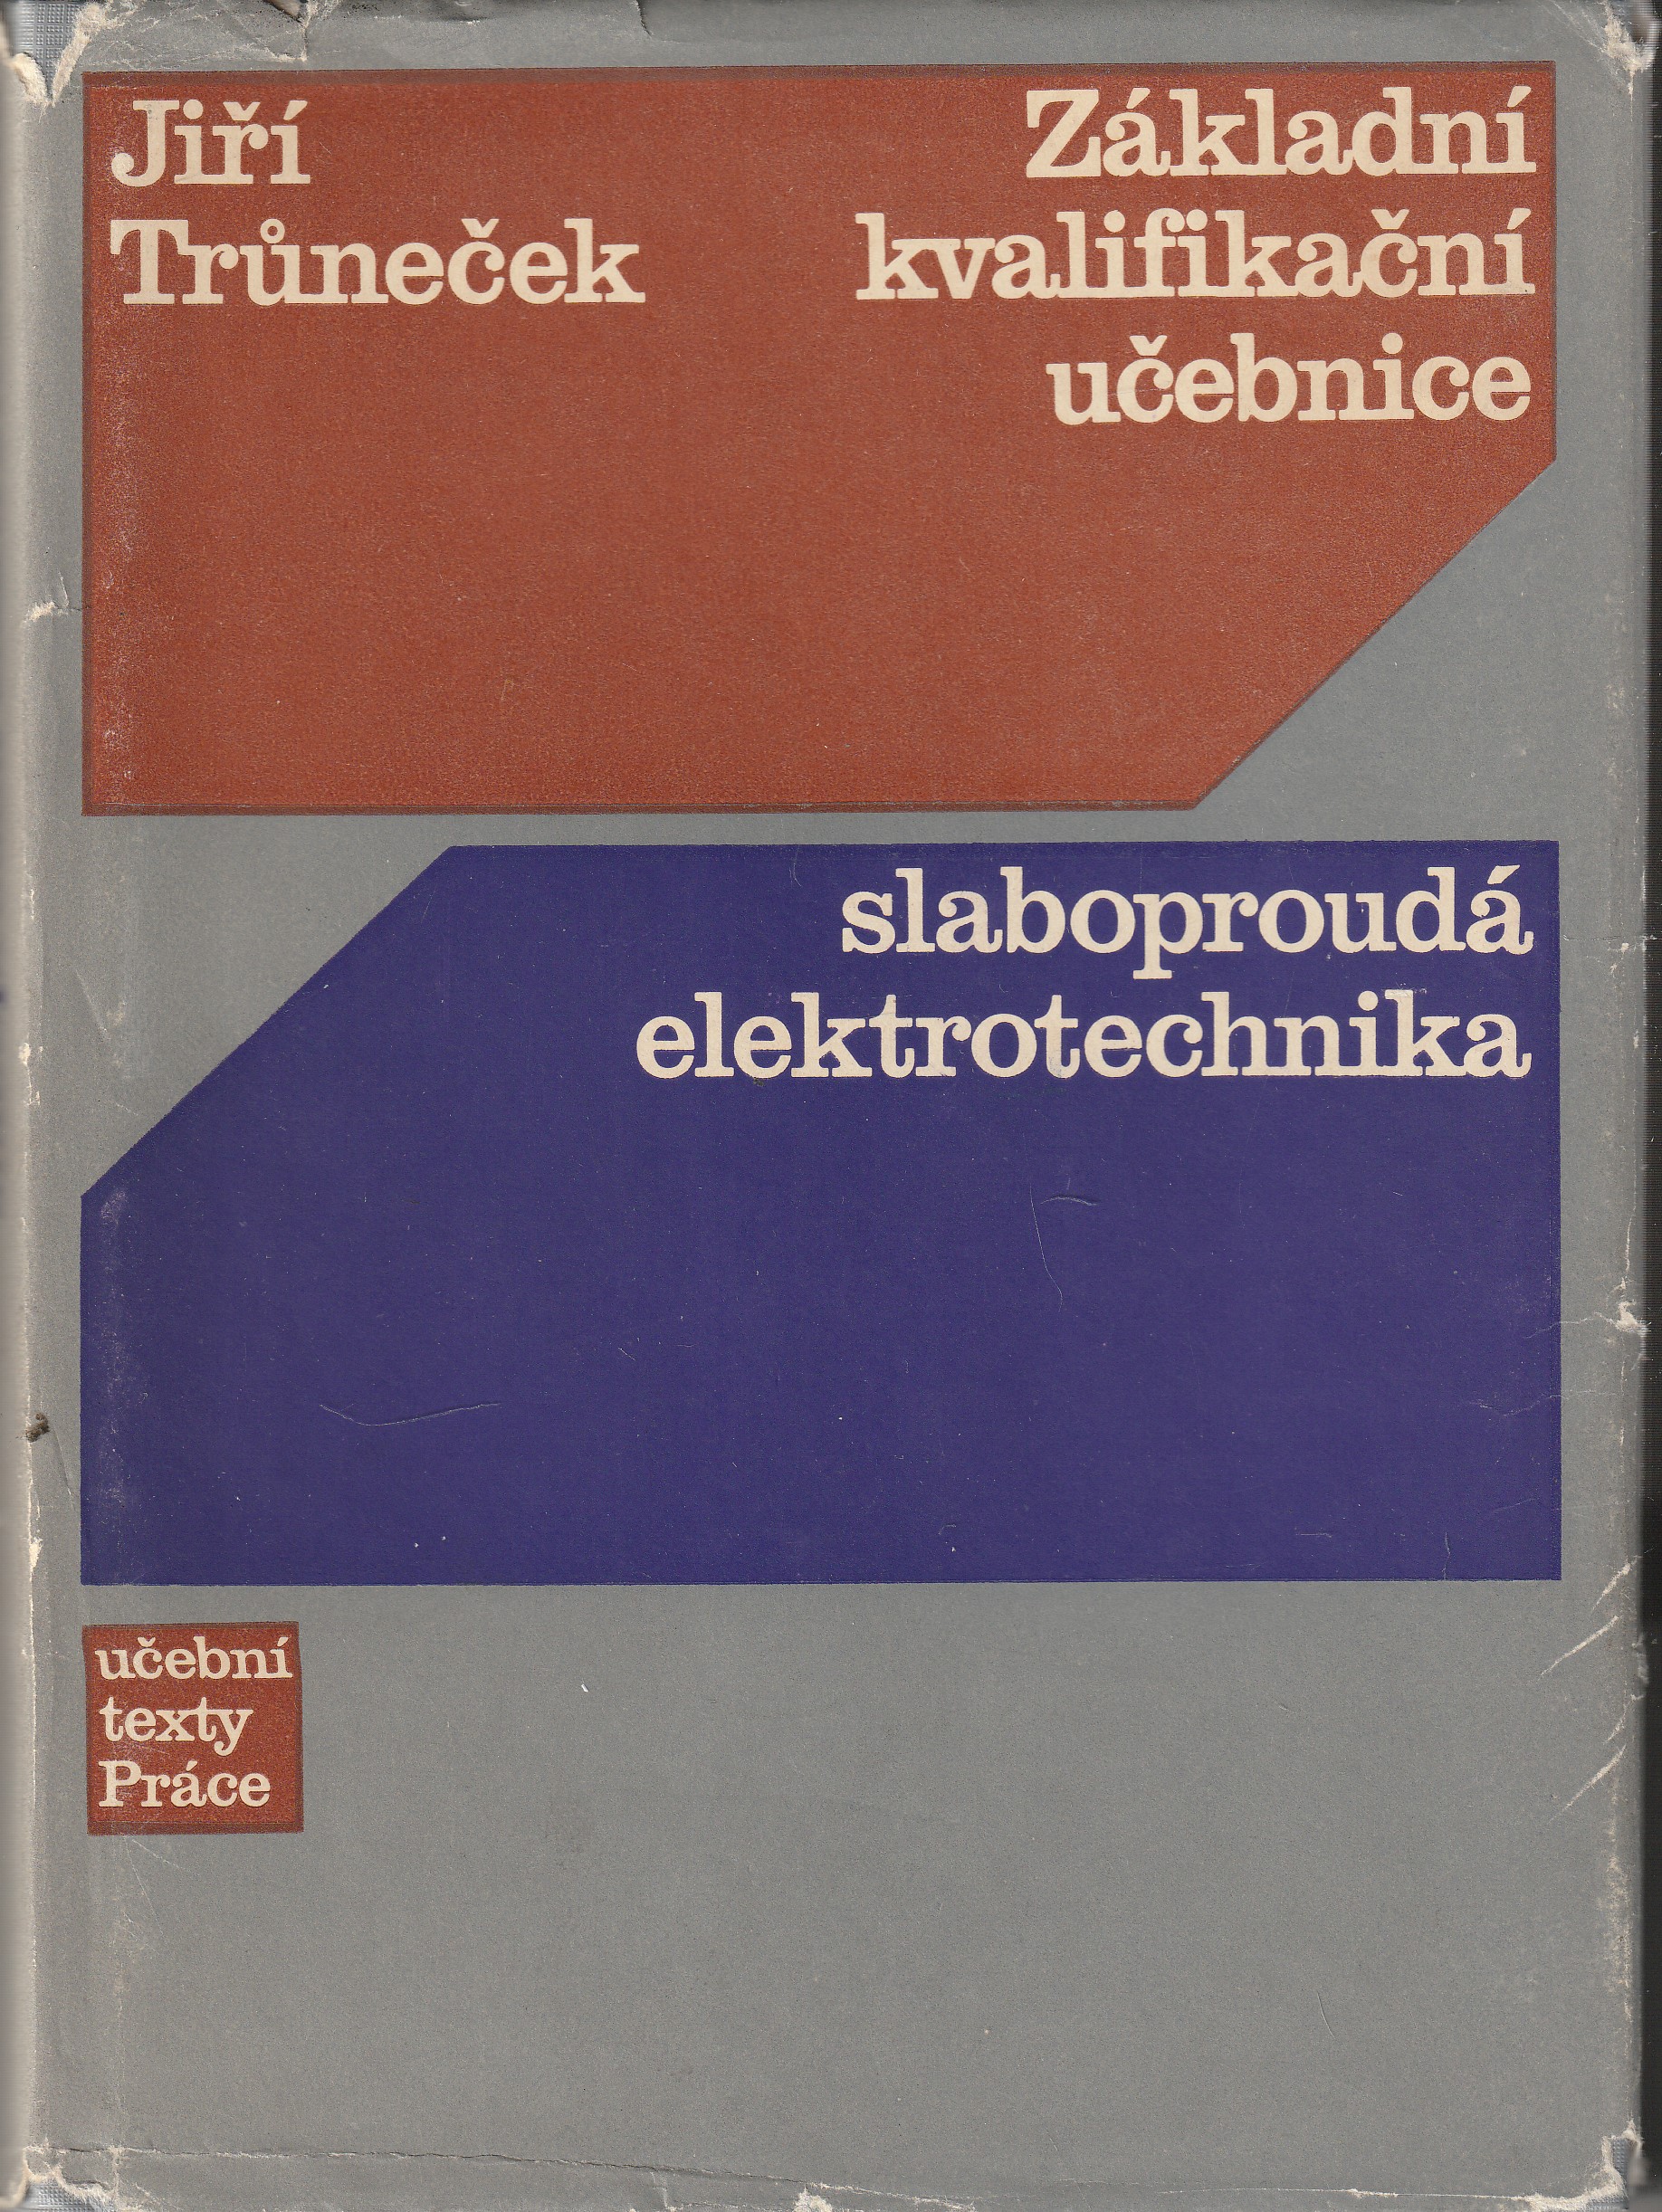 Jiří
Trůneček
Základní
kvalifikační
učebnice
slaboproudá
elektrotechnika
učební
texty
Práce